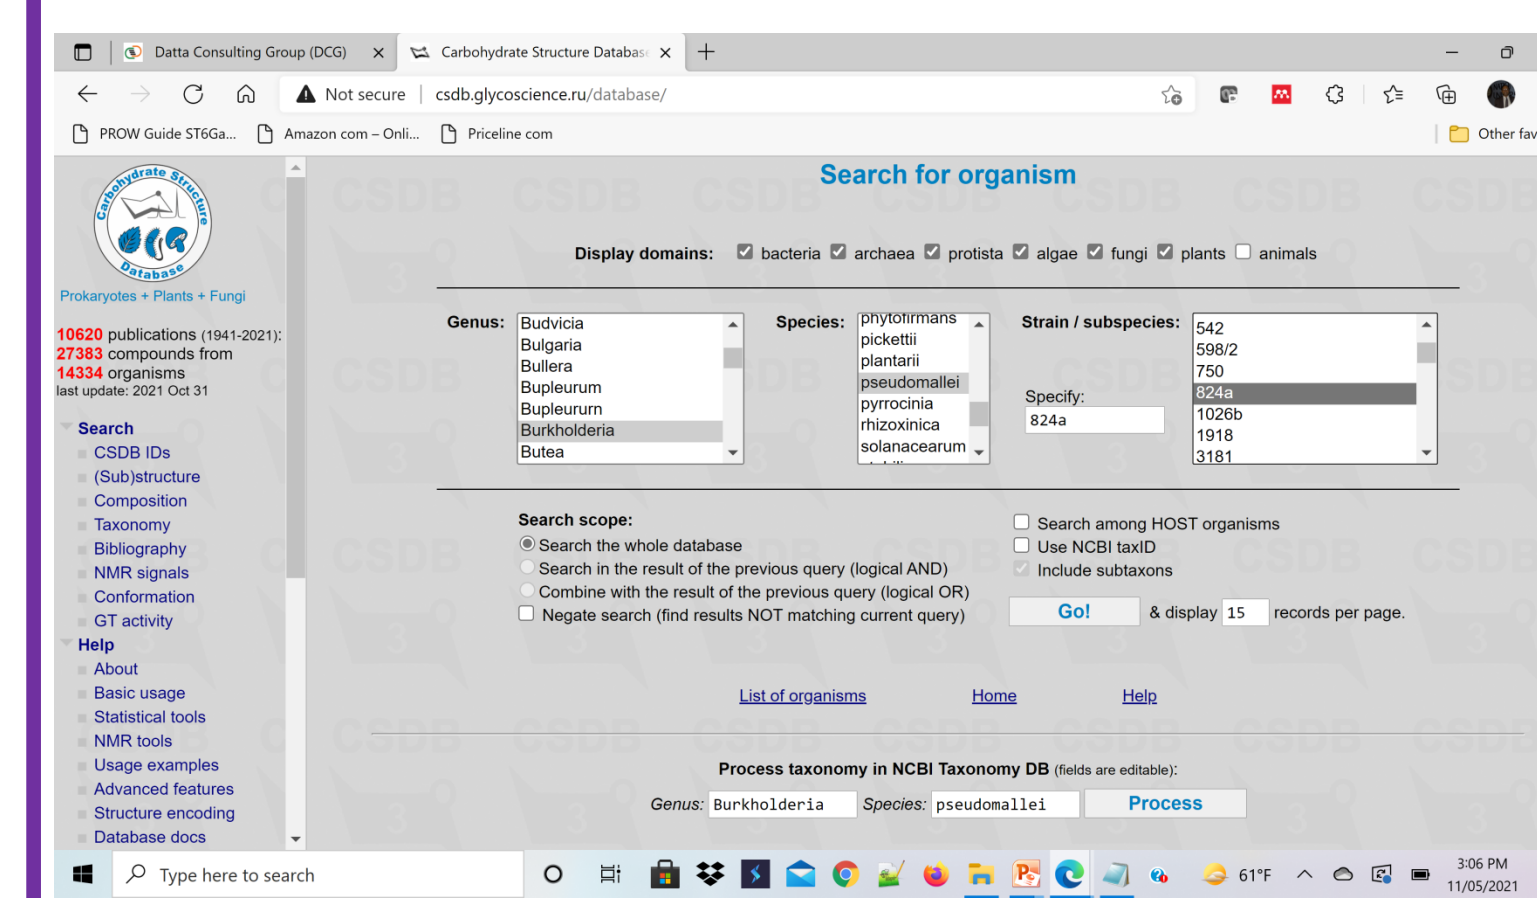 Datta Consulting Group (DCG)
Carbohydrate Structure Databas
Not secure
csdb.glycoscience.ru/database/
PROW Guide ST6Ga...
Amazon com – Onli...
Priceline com
Other fav
Carbohydrate Structure
Database
Prokaryotes + Plants + Fungi
10620 publications (1941-2021):
27383 compounds from
14334 organisms
last update: 2021 Oct 31
Search
CSDB IDs
(Sub)structure
Composition
Taxonomy
Bibliography
NMR signals
Conformation
GT activity
Help
About
Basic usage
Statistical tools
NMR tools
Usage examples
Advanced features
Structure encoding
Database docs
Search for organism
Display domains: bacteria archaea protista algae fungi plants animals
Genus:
Budvicia
Bulgaria
Bullera
Bupleurum
Bupleururn
Burkholderia
Butea
Species:
phytofirmans
pickettii
plantarii
pseudomallei
pyrrocinia
rhizoxinica
solanacearum
Strain / subspecies:
Specify:
824a
542
598/2
750
824a
1026b
1918
3181
Search scope:
Search the whole database
Search in the result of the previous query (logical AND)
Combine with the result of the previous query (logical OR)
Negate search (find results NOT matching current query)
Search among HOST organisms
Use NCBI taxID
Include subtaxons
Go! & display 15 records per page.
List of organisms Home Help
Process taxonomy in NCBI Taxonomy DB (fields are editable):
Genus: Burkholderia Species: pseudomallei Process
Type here to search
61°F
3:06 PM
11/05/2021